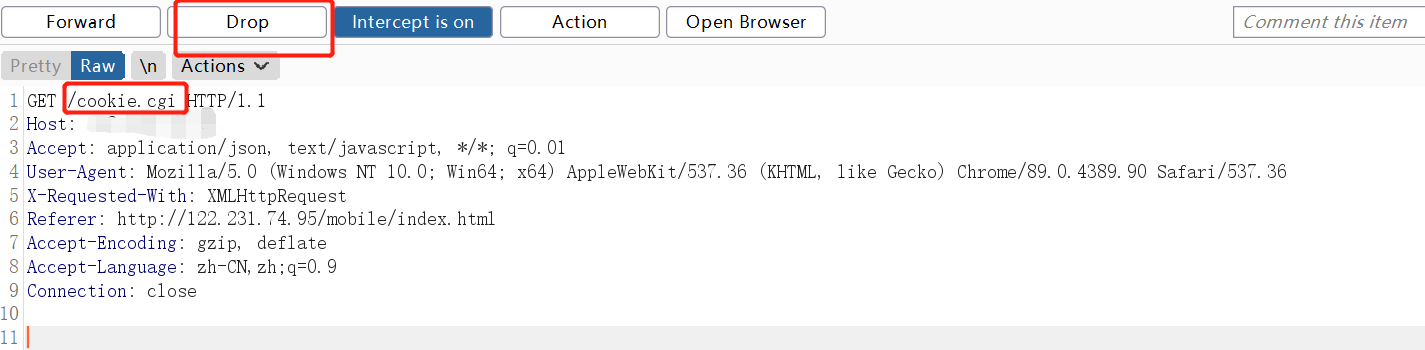 Forward Drop Intercept is on Action Open Browser Comment this item
Pretty Raw \n Actions
1 GET /cookie.cgi HTTP/1.1
2 Host:
3 Accept: application/json, text/javascript, */*; q=0.01
4 User-Agent: Mozilla/5.0 (Windows NT 10.0; Win64; x64) AppleWebKit/537.36 (KHTML, like Gecko) Chrome/89.0.4389.90 Safari/537.36
5 X-Requested-With: XMLHttpRequest
6 Referer: http://122.231.74.95/mobile/index.html
7 Accept-Encoding: gzip, deflate
8 Accept-Language: zh-CN,zh;q=0.9
9 Connection: close
10
11